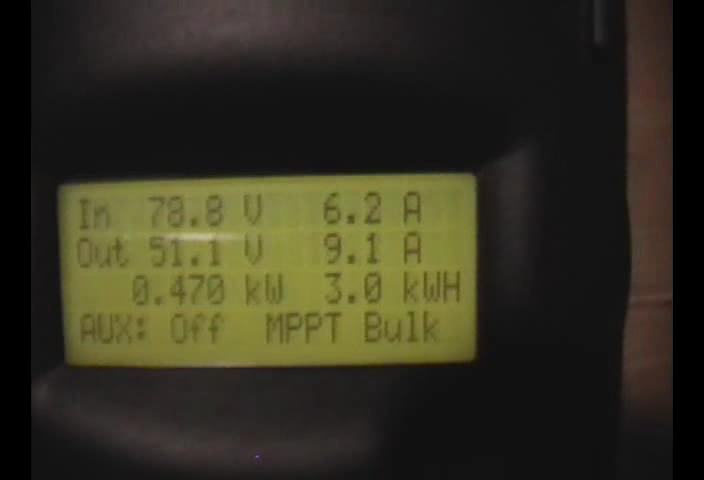 In 78.8 V 6.2 A
Out 51.1 V 9.1 A
0.470 kW 3.0 kWH
AUX: Off MPPT Bulk